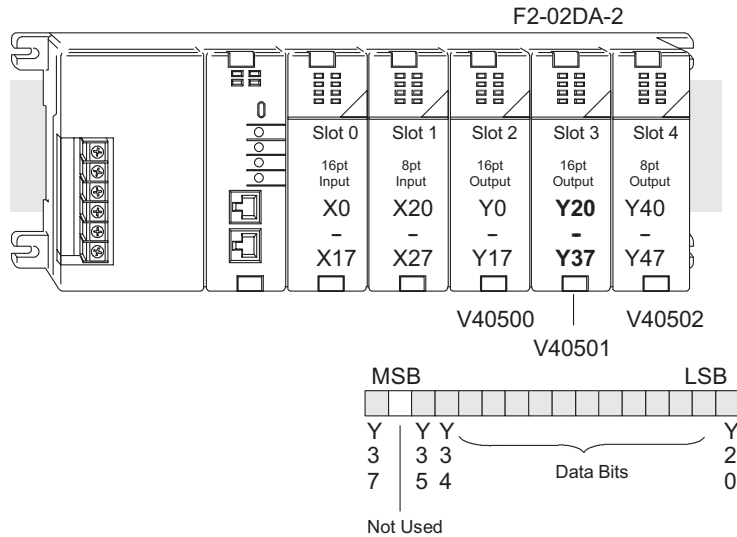 F2-02DA-2
Slot 0 Slot 1 Slot 2 Slot 3 Slot 4
16pt 8pt 16pt 16pt 8pt
Input Input Output Output Output
X0 X20 Y0 Y20 Y40
– – – – –
X17 X27 Y17 Y37 Y47
V40500 V40502
V40501
MSB LSB
Y Y Y Y
3 3 3 2
7 5 4 0
Data Bits
Not Used